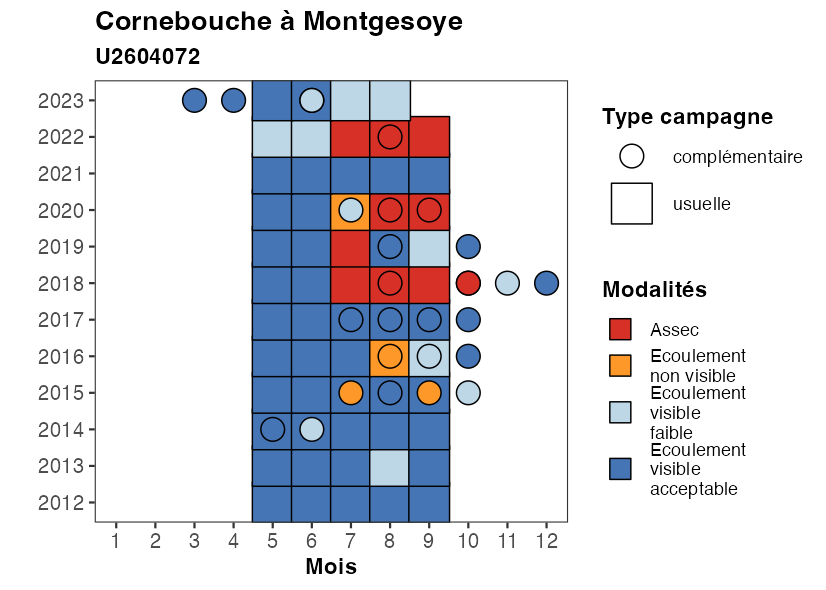 Cornebouche à Montgesoye
U2604072
2023
2022
2021
2020
2019
2018
2017
2016
2015
2014
2013
2012
1 2 3 4 5 6 7 8 9 10 11 12
Mois
Type campagne
complémentaire
usuelle
Modalités
Assec
Ecoulement
non visible
Ecoulement
visible
faible
Ecoulement
visible
acceptable